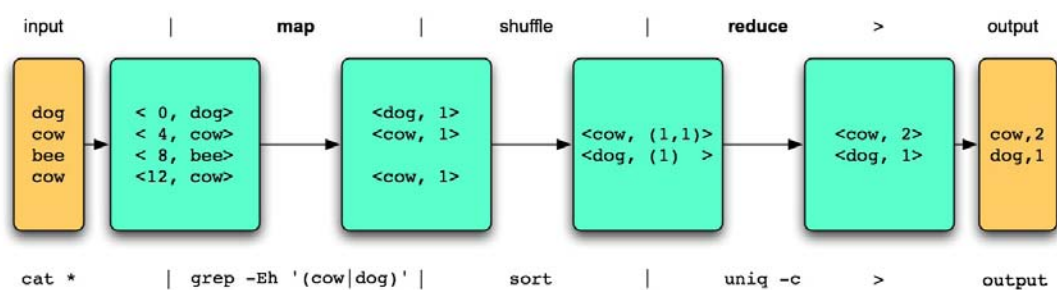 input | map | shuffle | reduce > output
dog
cow
bee
cow
< 0, dog>
< 4, cow>
< 8, bee>
<12, cow>
<dog, 1>
<cow, 1>
<cow, 1>
<cow, (1,1)>
<dog, (1) >
<cow, 2>
<dog, 1>
cow,2
dog,1
cat * | grep -Eh '(cow|dog)' | sort | uniq -c > output